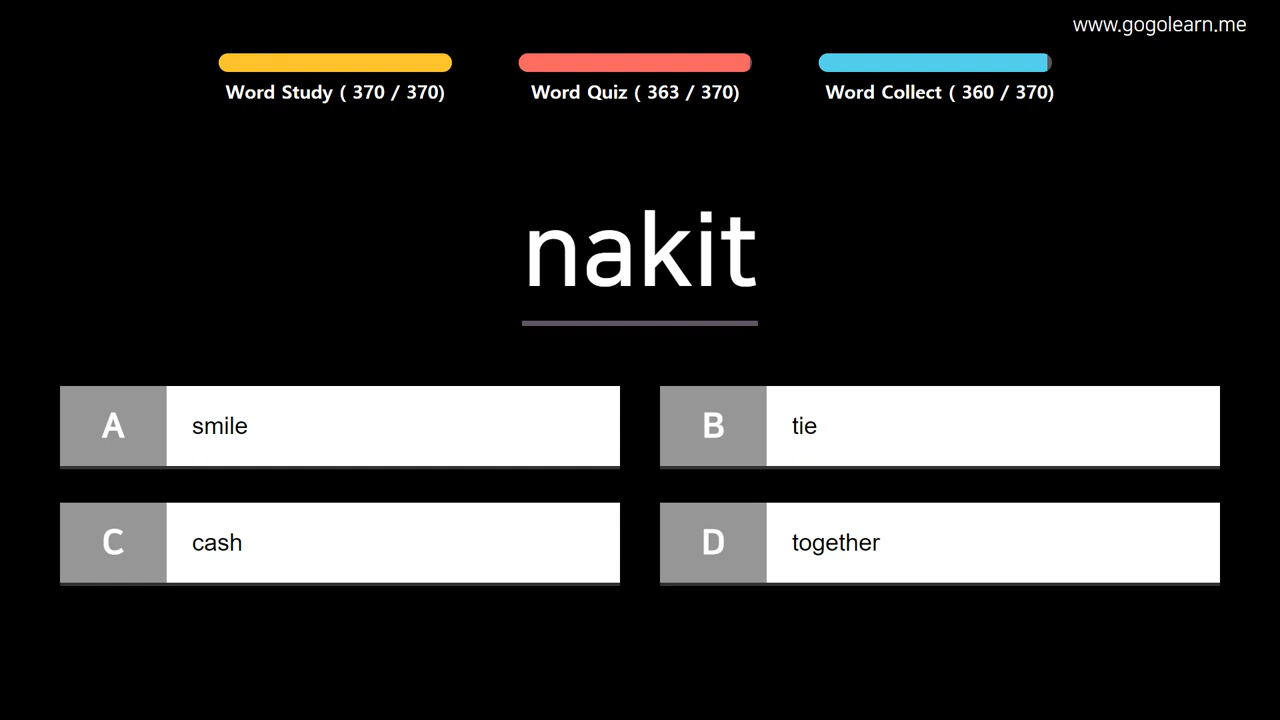 www.gogolearn.me
Word Study ( 370 / 370)
Word Quiz ( 363 / 370)
Word Collect ( 360 / 370)
nakit
A smile
B tie
C cash
D together